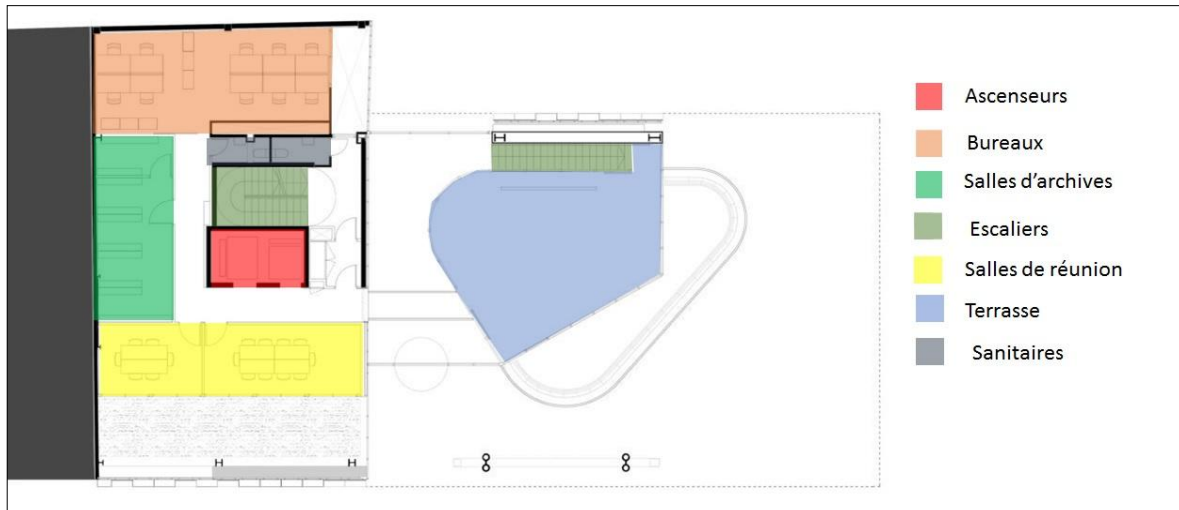 Ascenseurs
Bureaux
Salles d'archives
Escaliers
Salles de réunion
Terrasse
Sanitaires